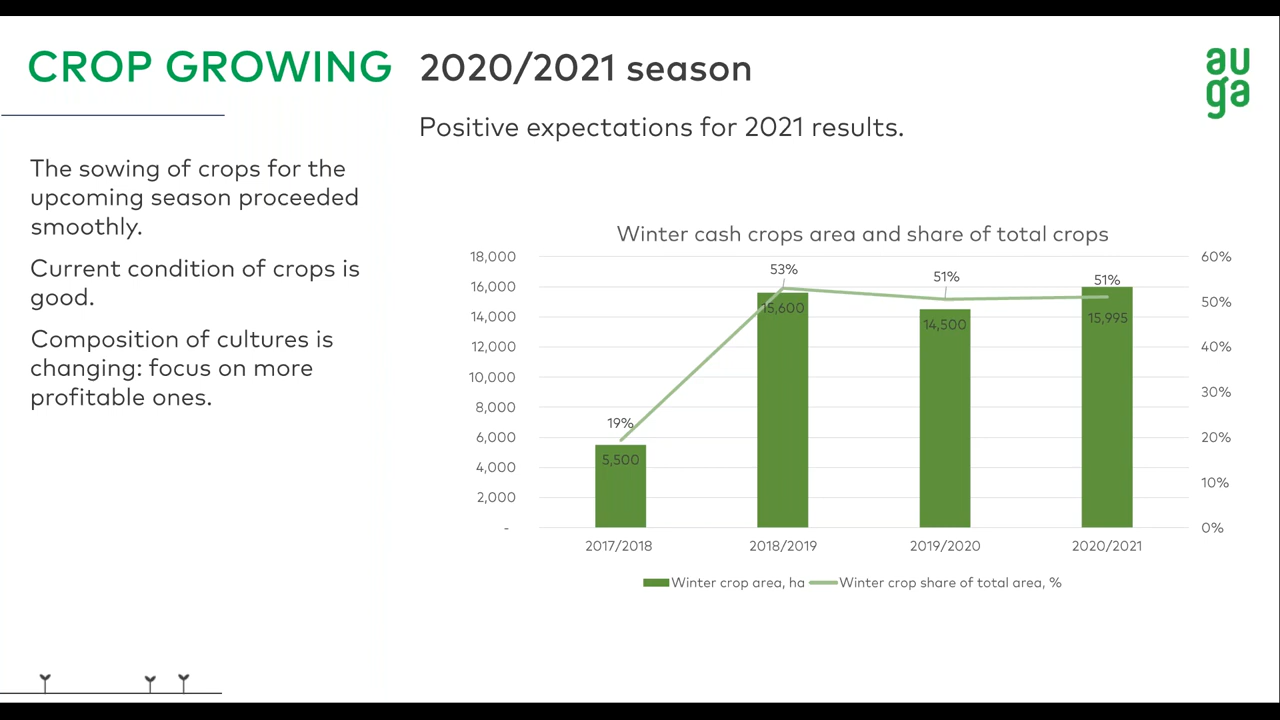 CROP GROWING 2020/2021 season
au
ga
Positive expectations for 2021 results.
The sowing of crops for the
upcoming season proceeded
smoothly.
Current condition of crops is
good.
Composition of cultures is
changing: focus on more
profitable ones.
Winter cash crops area and share of total crops
18,000
16,000
14,000
12,000
10,000
8,000
6,000
4,000
2,000
-
60%
50%
40%
30%
20%
10%
0%
19%
53%
51%
51%
5,500
15,600
14,500
15,995
2017/2018 2018/2019 2019/2020 2020/2021
Winter crop area, ha Winter crop share of total area, %